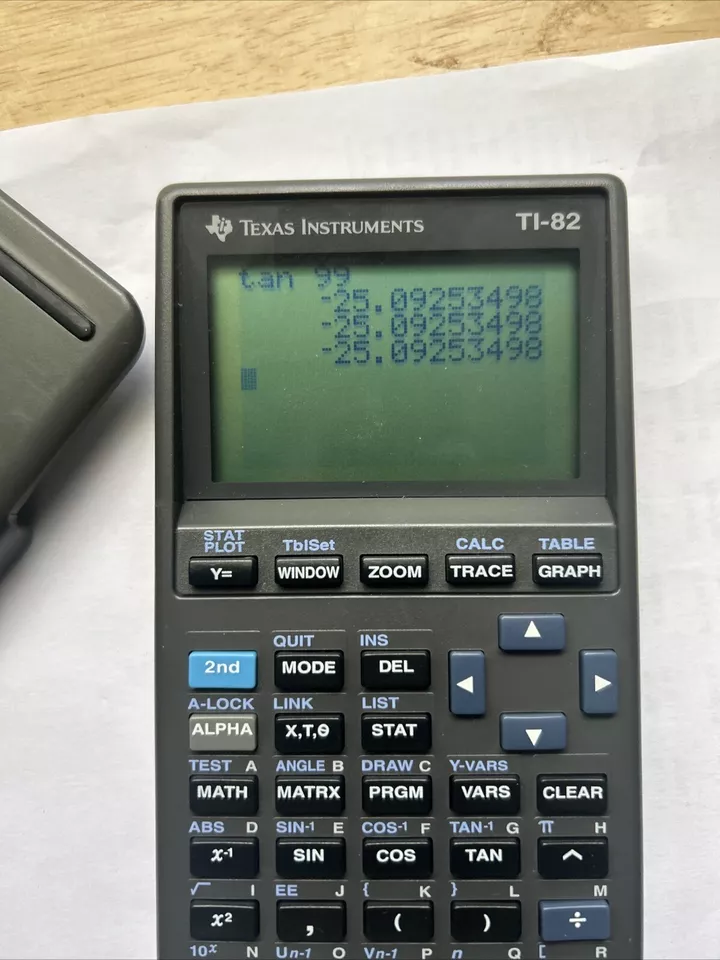 TEXAS INSTRUMENTS TI-82
tan 99
-25.09253498
-25.09253498
-25.09253498
STAT PLOT TblSet CALC TABLE
Y= WINDOW ZOOM TRACE GRAPH
QUIT INS
2nd MODE DEL
A-LOCK LINK LIST
ALPHA X,T,θ STAT
TEST A ANGLE B DRAW C Y-VARS
MATH MATRX PRGM VARS CLEAR
ABS D SIN⁻¹ E COS⁻¹ F TAN⁻¹ G π H
x⁻¹ SIN COS TAN ^
√ I EE J { K } L M
x² , ( ) ÷
10ˣ N Un-1 O Vn-1 P n Q [ R